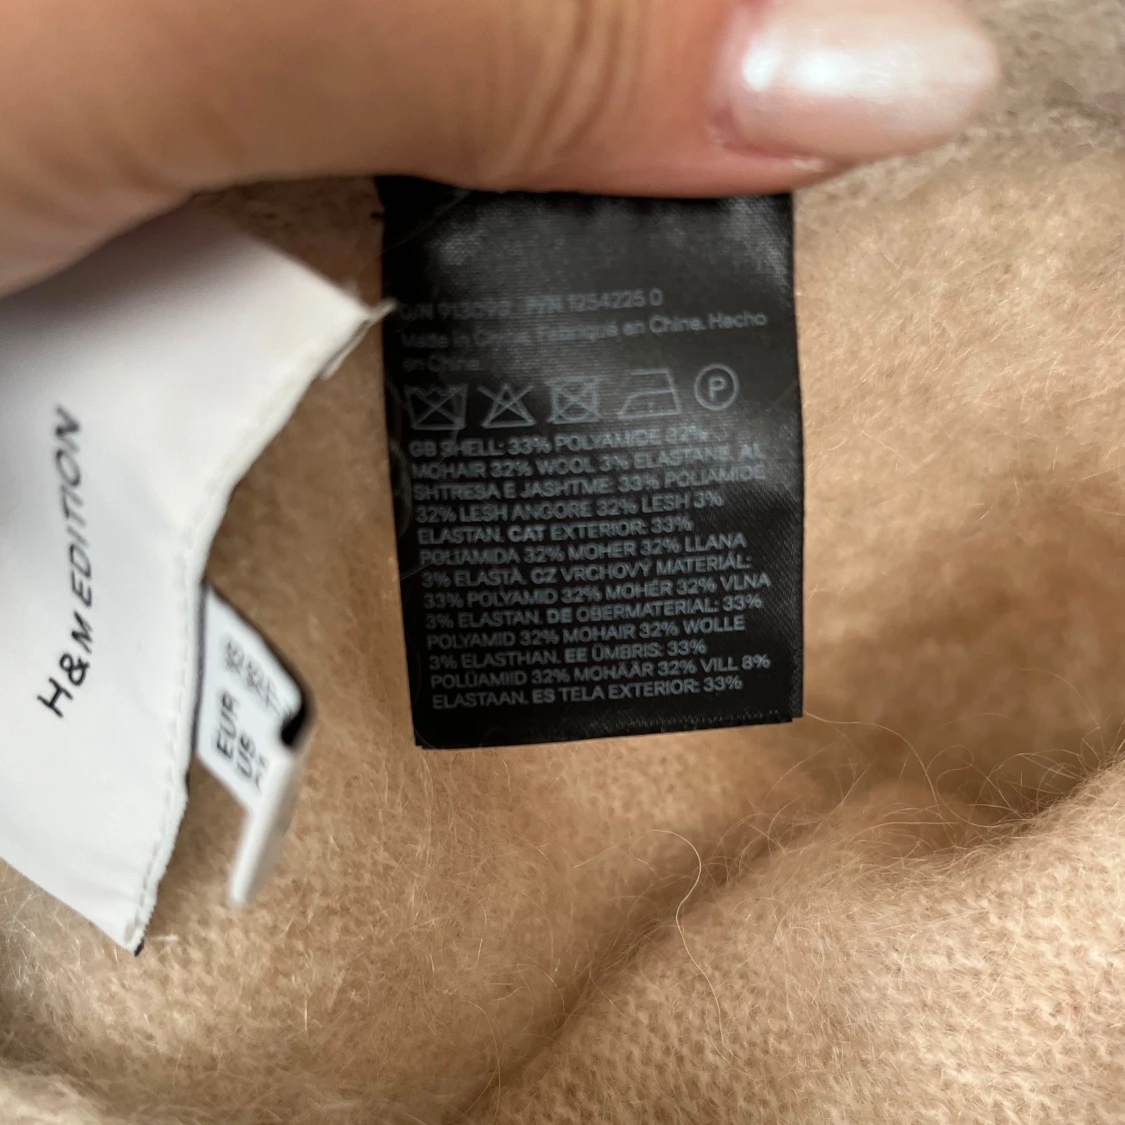 H&M EDITION
EUR
US
913090 1254225 0
Made in en Chine. Hecho
en China
P
GB SHELL: 33% POLYAMIDE 32%
MOHAIR 32% WOOL 3% ELASTANE. AL
SHTRESA E JASHTME: 33% POLIAMIDE
32% LESH ANGORE 32% LESH 3%
ELASTAN. CAT EXTERIOR: 33%
POLIAMIDA 32% MOHER 32% LLANA
3% ELASTÀ. CZ VRCHOVÝ MATERIÁL:
33% POLYAMID 32% MOHÉR 32% VLNA
3% ELASTAN. DE OBERMATERIAL: 33%
POLYAMID 32% MOHAIR 32% WOLLE
3% ELASTHAN. EE ÜMBRIS: 33%
POLÜAMIID 32% MOHÄÄR 32% VILL 3%
ELASTAAN. ES TELA EXTERIOR: 33%